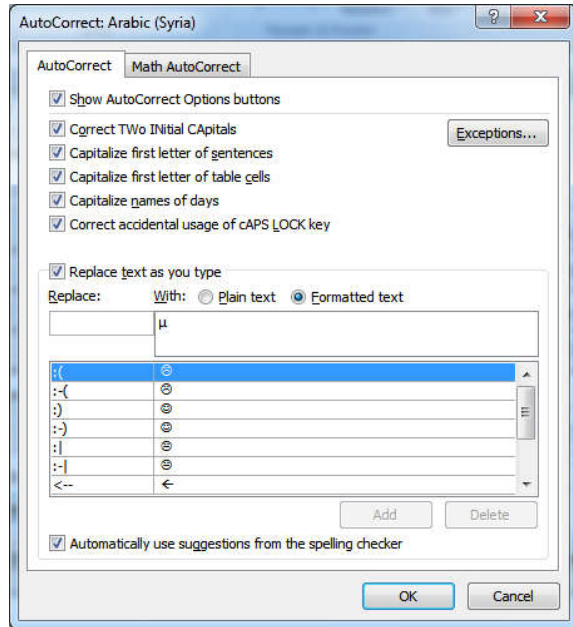 AutoCorrect: Arabic (Syria)
AutoCorrect Math AutoCorrect
Show AutoCorrect Options buttons
Correct TWo INitial CApitals
Exceptions...
Capitalize first letter of sentences
Capitalize first letter of table cells
Capitalize names of days
Correct accidental usage of cAPS LOCK key
Replace text as you type
Replace: With: Plain text Formatted text
µ
:( ☹
:-( ☹
:) ☺
:-) ☺
:| 😐
:-| 😐
<-- ←
Add Delete
Automatically use suggestions from the spelling checker
OK Cancel